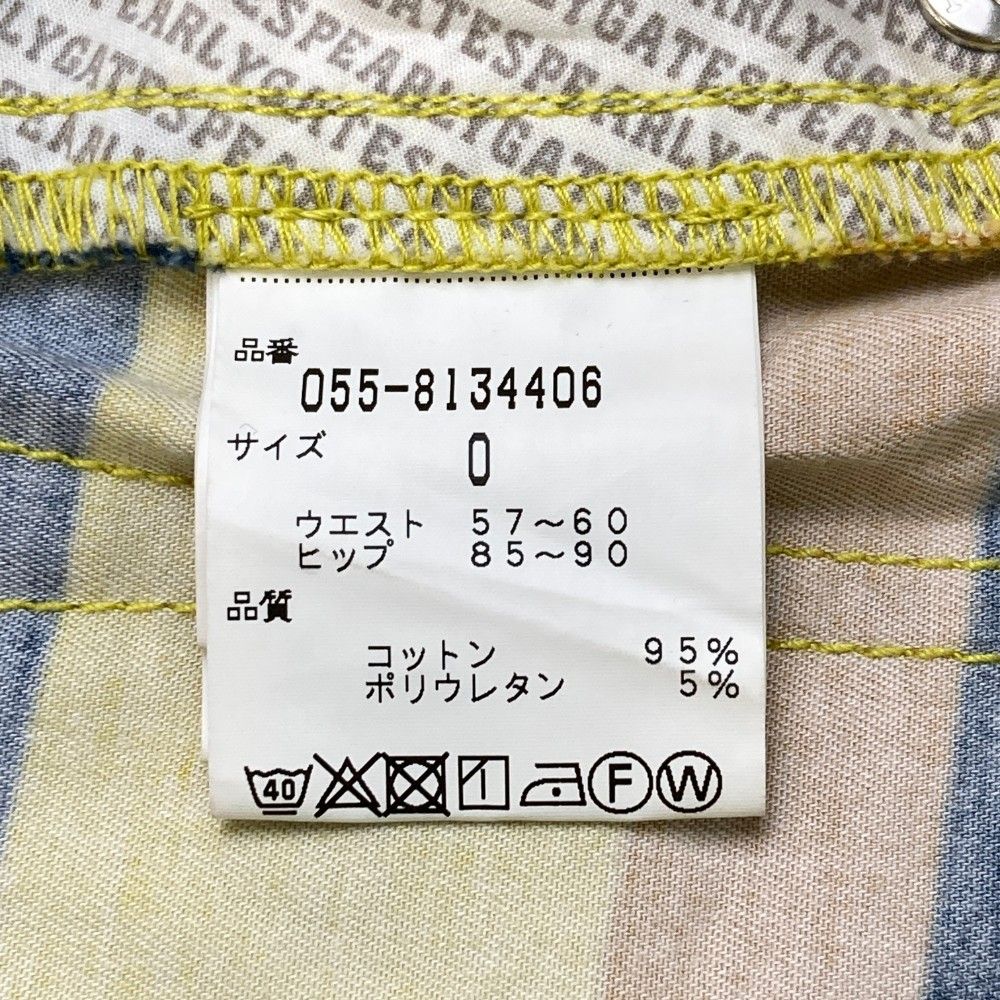 PEARLYGATESPEARLYGATESPEARLYGATES
品番
055-8134406
サイズ
0
ウエスト 57～60
ヒップ 85～90
品質
コットン 95%
ポリウレタン 5%
40 F W